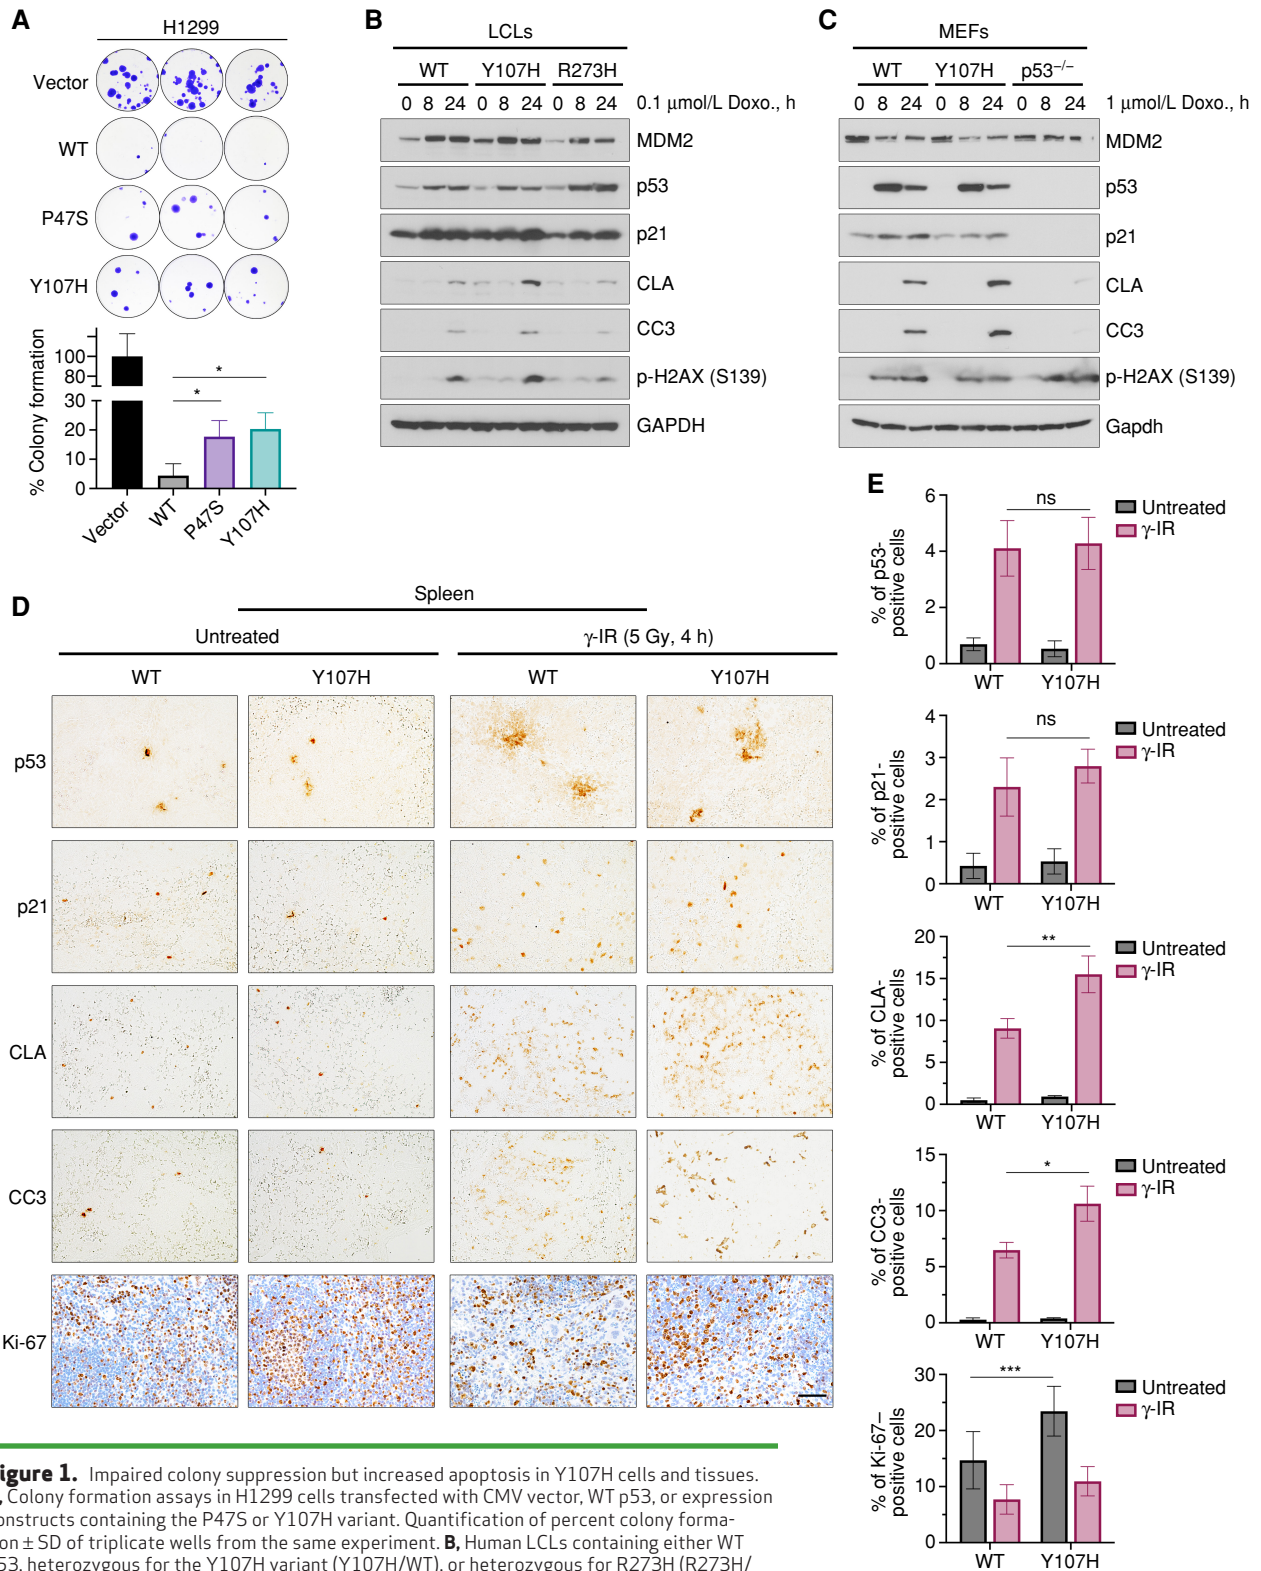 A
H1299
Vector
WT
P47S
Y107H
% Colony formation
100
80
30
20
10
0
*
*
Vector
WT
P47S
Y107H
B
LCLs
WT Y107H R273H
0 8 24 0 8 24 0 8 24 0.1 μmol/L Doxo., h
MDM2
p53
p21
CLA
CC3
p-H2AX (S139)
GAPDH
C
MEFs
WT Y107H p53–/–
0 8 24 0 8 24 0 8 24 1 μmol/L Doxo., h
MDM2
p53
p21
CLA
CC3
p-H2AX (S139)
Gapdh
D
Spleen
Untreated γ-IR (5 Gy, 4 h)
WT Y107H WT Y107H
p53
p21
CLA
CC3
Ki-67
E
% of p53-
positive cells
6
4
2
0
ns
WT Y107H
Untreated
γ-IR
% of p21-
positive cells
4
3
2
1
0
ns
WT Y107H
Untreated
γ-IR
% of CLA-
positive cells
20
15
10
5
0
**
WT Y107H
Untreated
γ-IR
% of CC3-
positive cells
15
10
5
0
*
WT Y107H
Untreated
γ-IR
% of Ki-67–
positive cells
30
20
10
0
***
WT Y107H
Untreated
γ-IR
igure 1. Impaired colony suppression but increased apoptosis in Y107H cells and tissues.
, Colony formation assays in H1299 cells transfected with CMV vector, WT p53, or expression
onstructs containing the P47S or Y107H variant. Quantification of percent colony forma-
on ± SD of triplicate wells from the same experiment. B, Human LCLs containing either WT
53, heterozygous for the Y107H variant (Y107H/WT), or heterozygous for R273H (R273H/